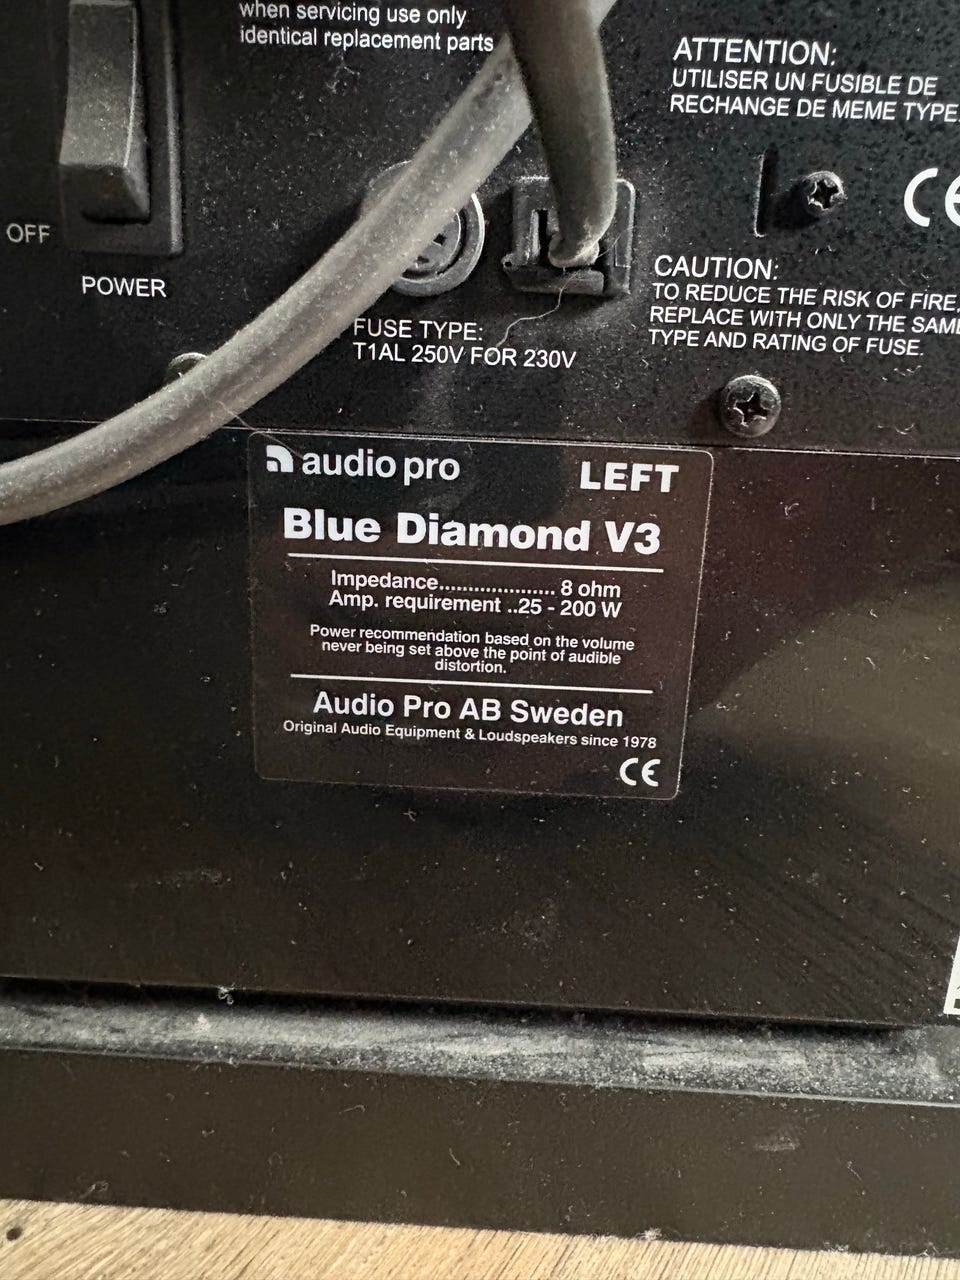 when servicing use only
identical replacement parts
ATTENTION:
UTILISER UN FUSIBLE DE
RECHANGE DE MEME TYPE.
OFF
POWER
CE
CAUTION:
TO REDUCE THE RISK OF FIRE,
REPLACE WITH ONLY THE SAME
TYPE AND RATING OF FUSE.
FUSE TYPE:
T1AL 250V FOR 230V
audio pro
LEFT
Blue Diamond V3
Impedance.................... 8 ohm
Amp. requirement ..25 - 200 W
Power recommendation based on the volume
never being set above the point of audible
distortion.
Audio Pro AB Sweden
Original Audio Equipment & Loudspeakers since 1978
CE